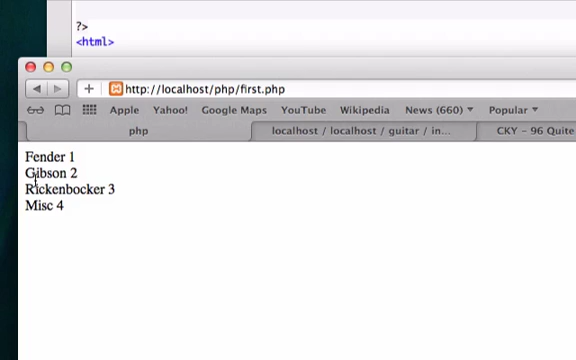 ?>
<html>
http://localhost/php/first.php
Apple Yahoo! Google Maps YouTube Wikipedia News (660) Popular
php localhost / localhost / guitar / in... CKY – 96 Quite
Fender 1
Gibson 2
Rickenbocker 3
Misc 4